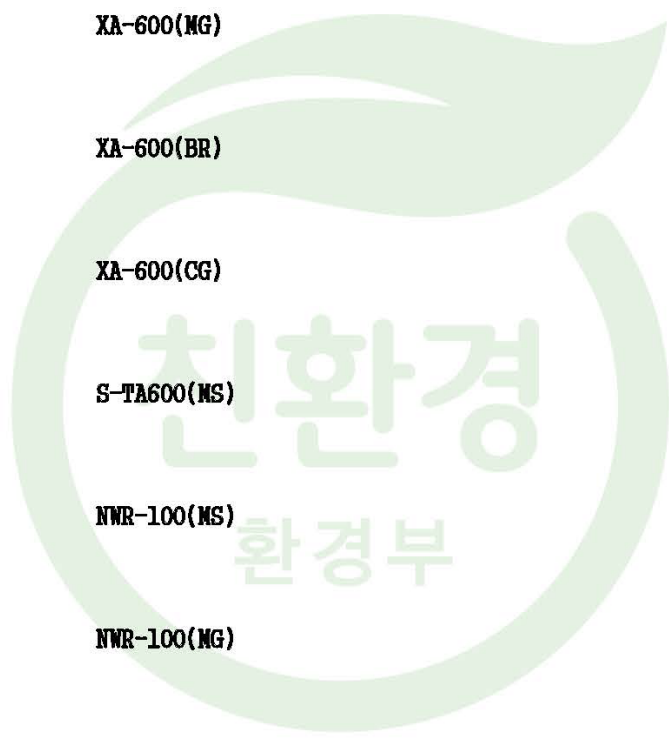 XA-600(MG)
XA-600(BR)
XA-600(CG)
친환경
S-TA600(MS)
NWR-100(MS)
환경부
NWR-100(MG)